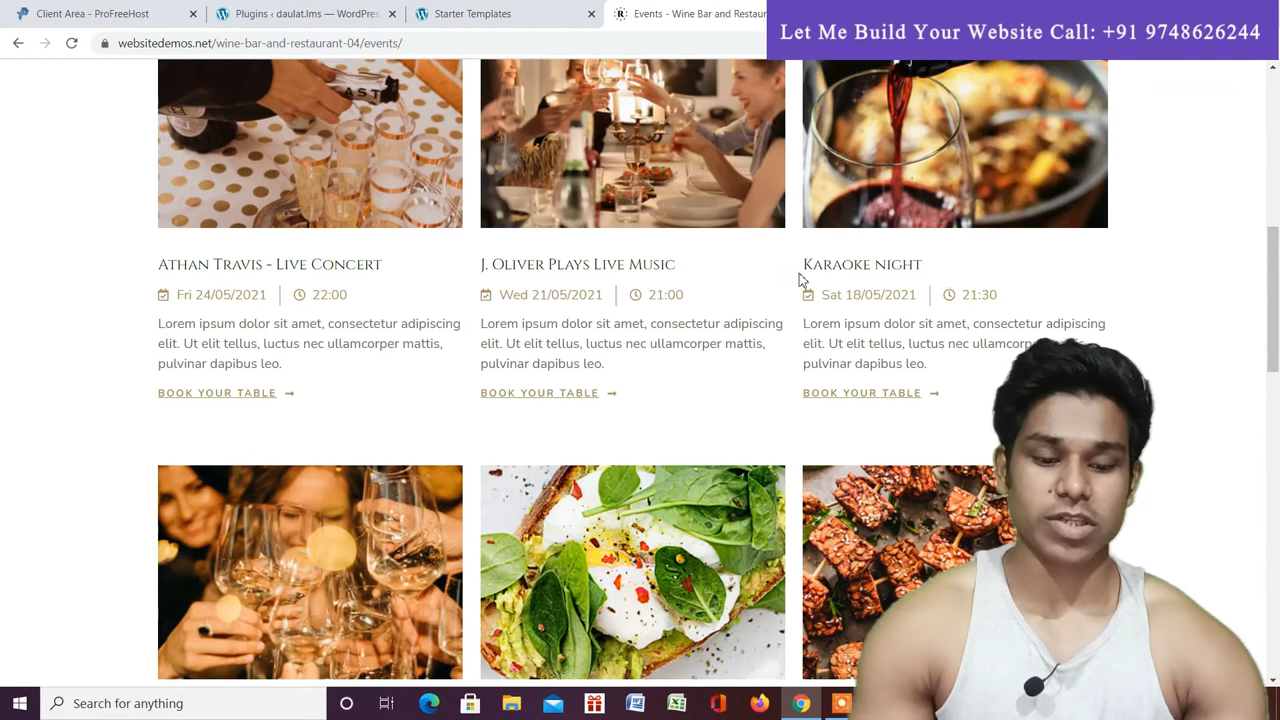 Client Area - ProFreeHost
Plugins ‹ daulat.lms — WordPres
Starter Templates
Events - Wine Bar and Restaura
Let Me Build Your Website Call: +91 9748626244
websitedemos.net/wine-bar-and-restaurant-04/events/
AST
Athan Travis - Live Concert
Fri 24/05/2021
22:00
Lorem ipsum dolor sit amet, consectetur adipiscing
elit. Ut elit tellus, luctus nec ullamcorper mattis,
pulvinar dapibus leo.
BOOK YOUR TABLE
J. Oliver Plays Live Music
Wed 21/05/2021
21:00
Lorem ipsum dolor sit amet, consectetur adipiscing
elit. Ut elit tellus, luctus nec ullamcorper mattis,
pulvinar dapibus leo.
BOOK YOUR TABLE
Karaoke night
Sat 18/05/2021
21:30
Lorem ipsum dolor sit amet, consectetur adipiscing
elit. Ut elit tellus, luctus nec ullamcorper
pulvinar dapibus leo.
BOOK YOUR TABLE
Search for anything